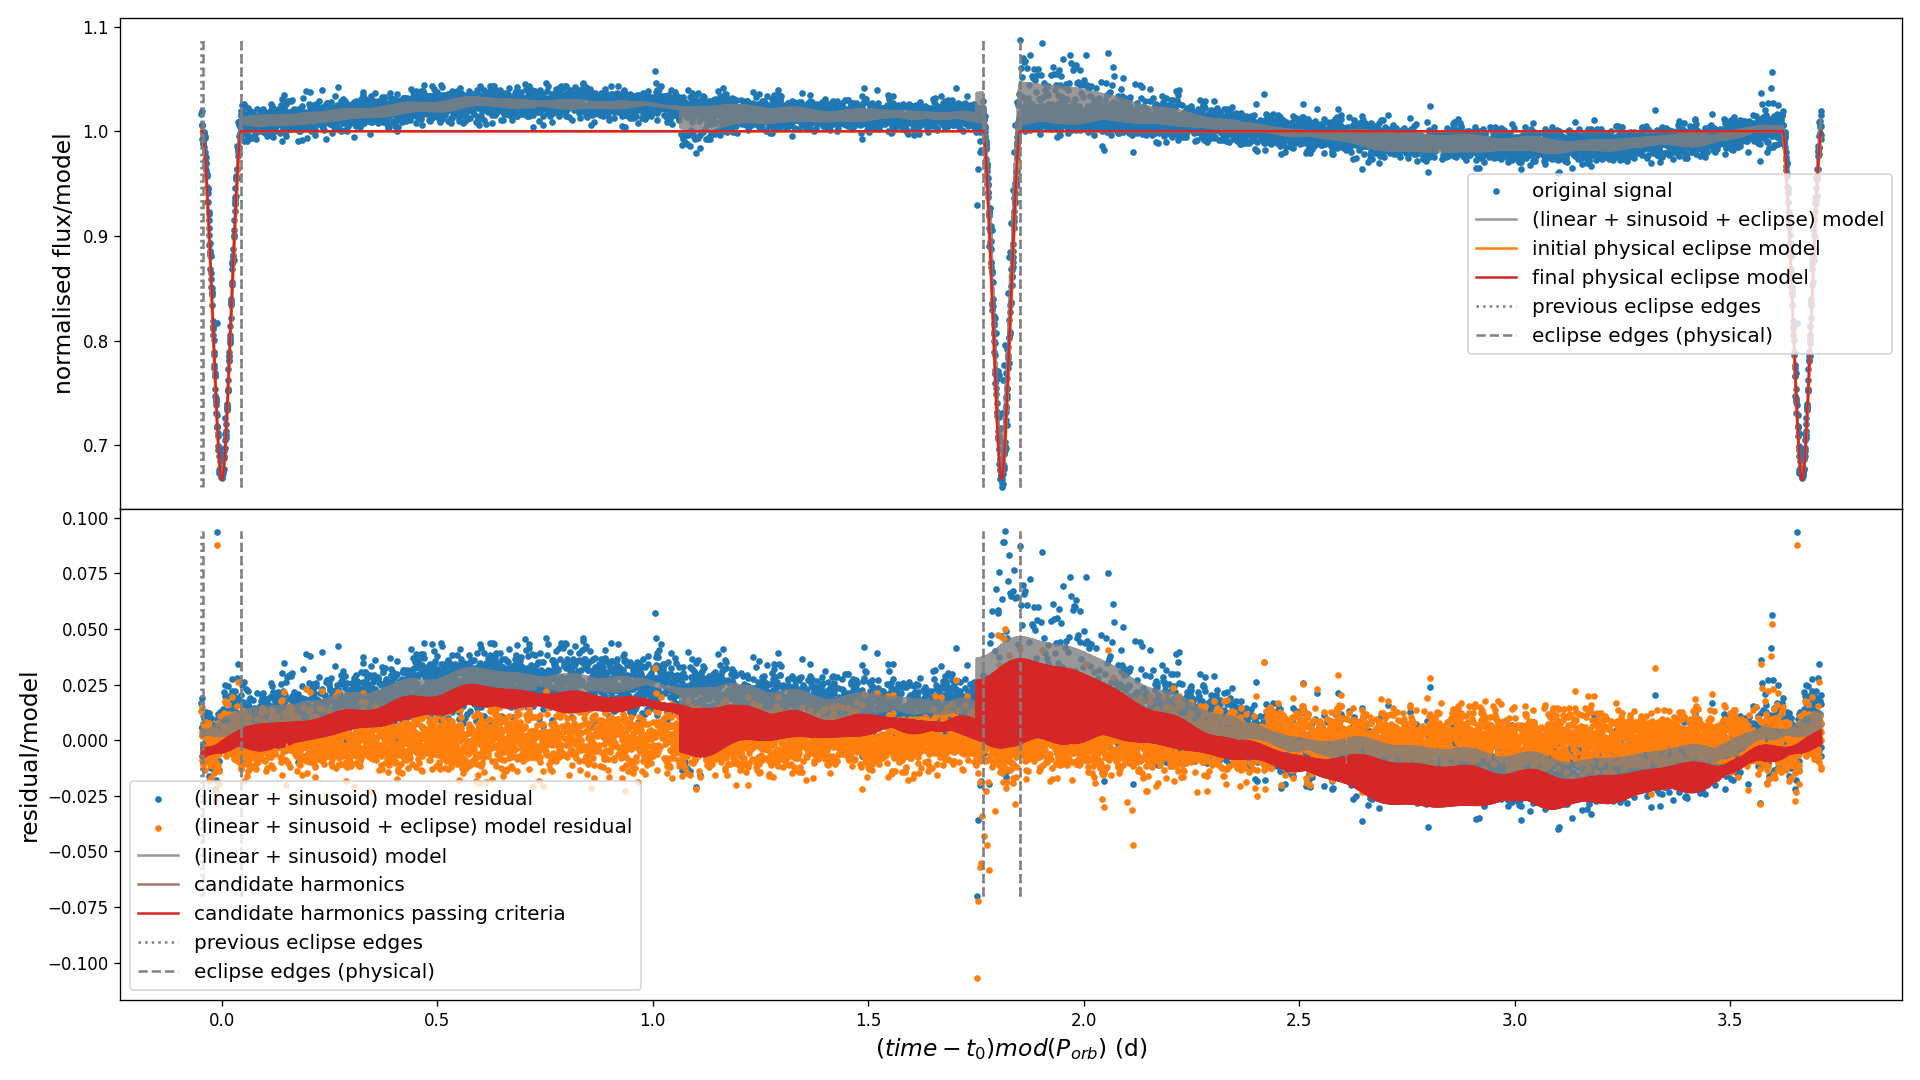 normalised flux/model
1.1
1.0
0.9
0.8
0.7
original signal
(linear + sinusoid + eclipse) model
initial physical eclipse model
final physical eclipse model
previous eclipse edges
eclipse edges (physical)
residual/model
0.100
0.075
0.050
0.025
0.000
−0.025
−0.050
−0.075
−0.100
(linear + sinusoid) model residual
(linear + sinusoid + eclipse) model residual
(linear + sinusoid) model
candidate harmonics
candidate harmonics passing criteria
previous eclipse edges
eclipse edges (physical)
0.0 0.5 1.0 1.5 2.0 2.5 3.0 3.5
(time − t₀)mod(P_orb) (d)